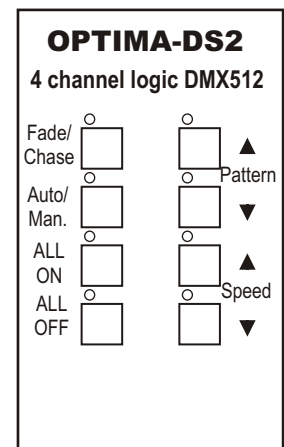 OPTIMA-DS2
4 channel logic DMX512
Fade/
Chase
▲
Pattern
Auto/
Man.
▼
ALL
ON
▲
Speed
ALL
OFF
▼